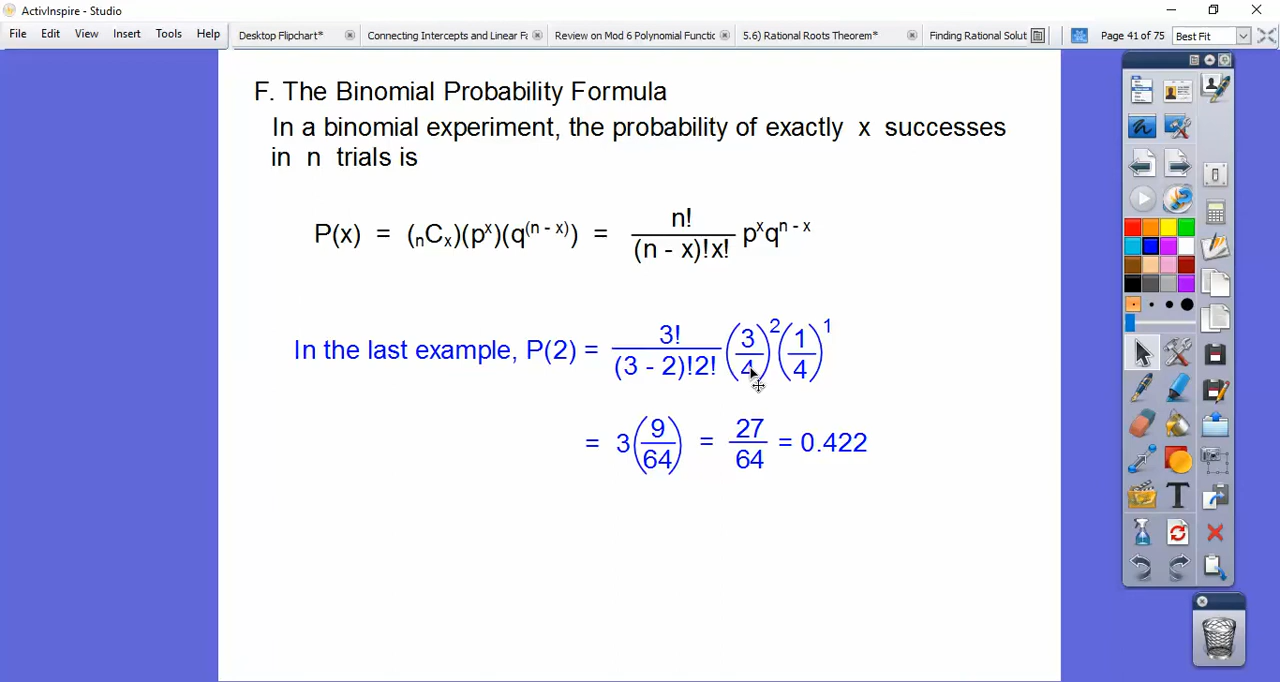 ActivInspire - Studio
File Edit View Insert Tools Help Desktop Flipchart* Connecting Intercepts and Linear Fa Review on Mod 6 Polynomial Functic 5.6) Rational Roots Theorem* Finding Rational Solut Page 41 of 75 Best Fit
F. The Binomial Probability Formula
In a binomial experiment, the probability of exactly x successes
in n trials is
P(x) = (ₙCₓ)(pˣ)(q⁽ⁿ ⁻ ˣ⁾) = n! / (n - x)!x! pˣqⁿ ⁻ ˣ
In the last example, P(2) = 3! / (3 - 2)!2! (3/4)² (1/4)¹
= 3(9/64) = 27/64 = 0.422
T